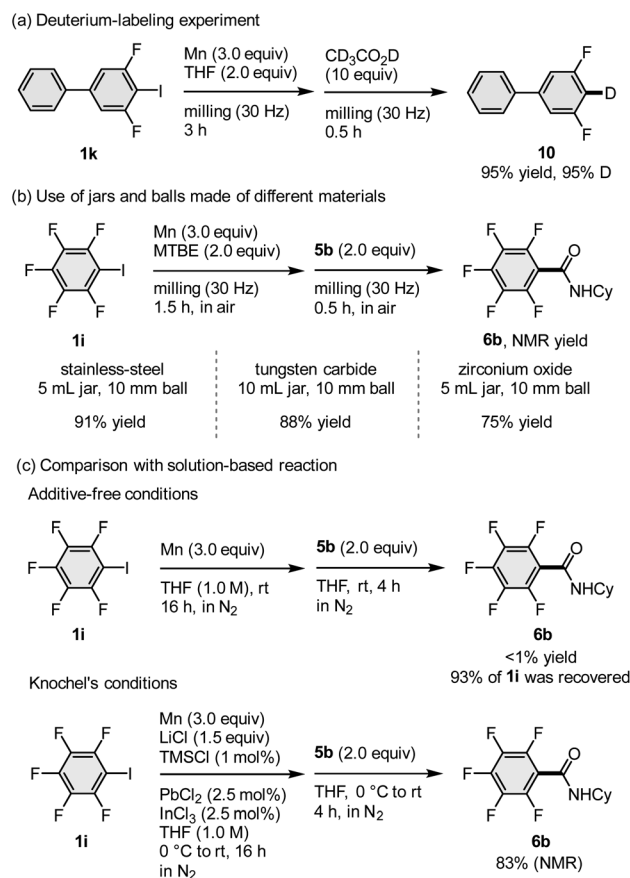 (a) Deuterium-labeling experiment
F
I
F
1k
Mn (3.0 equiv)
THF (2.0 equiv)
milling (30 Hz)
3 h
CD3CO2D
(10 equiv)
milling (30 Hz)
0.5 h
F
D
F
10
95% yield, 95% D
(b) Use of jars and balls made of different materials
F F
F I
F F
1i
Mn (3.0 equiv)
MTBE (2.0 equiv)
milling (30 Hz)
1.5 h, in air
5b (2.0 equiv)
milling (30 Hz)
0.5 h, in air
F F O
F NHCy
F F
6b, NMR yield
stainless-steel
5 mL jar, 10 mm ball
91% yield
tungsten carbide
10 mL jar, 10 mm ball
88% yield
zirconium oxide
5 mL jar, 10 mm ball
75% yield
(c) Comparison with solution-based reaction
Additive-free conditions
F F
F I
F F
1i
Mn (3.0 equiv)
THF (1.0 M), rt
16 h, in N2
5b (2.0 equiv)
THF, rt, 4 h
in N2
F F O
F NHCy
F F
6b
<1% yield
93% of 1i was recovered
Knochel's conditions
F F
F I
F F
1i
Mn (3.0 equiv)
LiCl (1.5 equiv)
TMSCl (1 mol%)
PbCl2 (2.5 mol%)
InCl3 (2.5 mol%)
THF (1.0 M)
0 °C to rt, 16 h
in N2
5b (2.0 equiv)
THF, 0 °C to rt
4 h, in N2
F F O
F NHCy
F F
6b
83% (NMR)